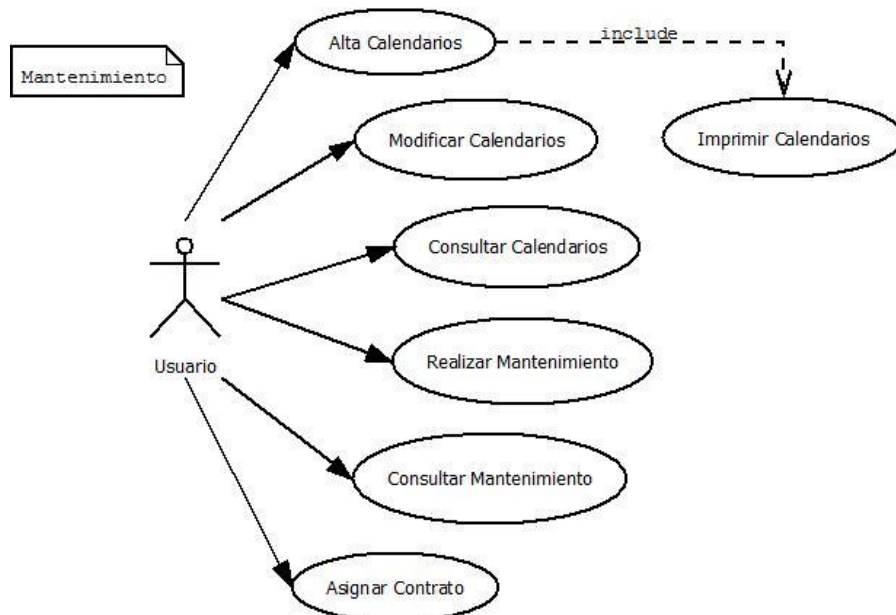 Alta Calendarios
include
Mantenimiento
Modificar Calendarios
Imprimir Calendarios
Consultar Calendarios
Realizar Mantenimiento
Usuario
Consultar Mantenimiento
Asignar Contrato